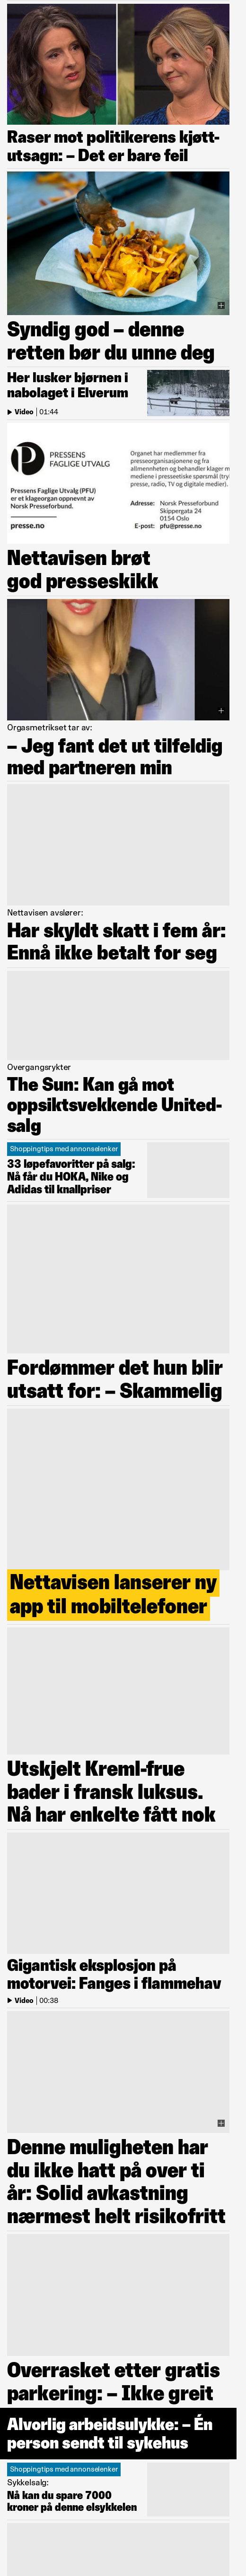 Raser mot politikerens kjøtt-
utsagn: – Det er bare feil
Syndig god – denne
retten bør du unne deg
Her lusker bjørnen i
nabolaget i Elverum
Video | 01:44
PRESSENS
FAGLIGE UTVALG
Pressens Faglige Utvalg (PFU)
er et klageorgan oppnevnt av
Norsk Presseforbund.
presse.no
Organet har medlemmer fra
presseorganisasjonene og fra
allmennheten og behandler klager m
mediene i presseetiske spørsmål (tryk
presse, radio, TV og digitale medier).
Adresse: Norsk Presseforbund
Skippergata 24
0154 Oslo
E-post: pfu@presse.no
Nettavisen brøt
god presseskikk
Orgasmetrikset tar av:
– Jeg fant det ut tilfeldig
med partneren min
Nettavisen avslører:
Har skyldt skatt i fem år:
Ennå ikke betalt for seg
Overgangsrykter
The Sun: Kan gå mot
oppsiktsvekkende United-
salg
Shoppingtips med annonselenker
33 løpefavoritter på salg:
Nå får du HOKA, Nike og
Adidas til knallpriser
Fordømmer det hun blir
utsatt for: – Skammelig
Nettavisen lanserer ny
app til mobiltelefoner
Utskjelt Kreml-frue
bader i fransk luksus.
Nå har enkelte fått nok
Gigantisk eksplosjon på
motorvei: Fanges i flammehav
Video | 00:38
Denne muligheten har
du ikke hatt på over ti
år: Solid avkastning
nærmest helt risikofritt
Overrasket etter gratis
parkering: – Ikke greit
Alvorlig arbeidsulykke: – Én
person sendt til sykehus
Shoppingtips med annonselenker
Sykkelsalg:
Nå kan du spare 7000
kroner på denne elsykkelen